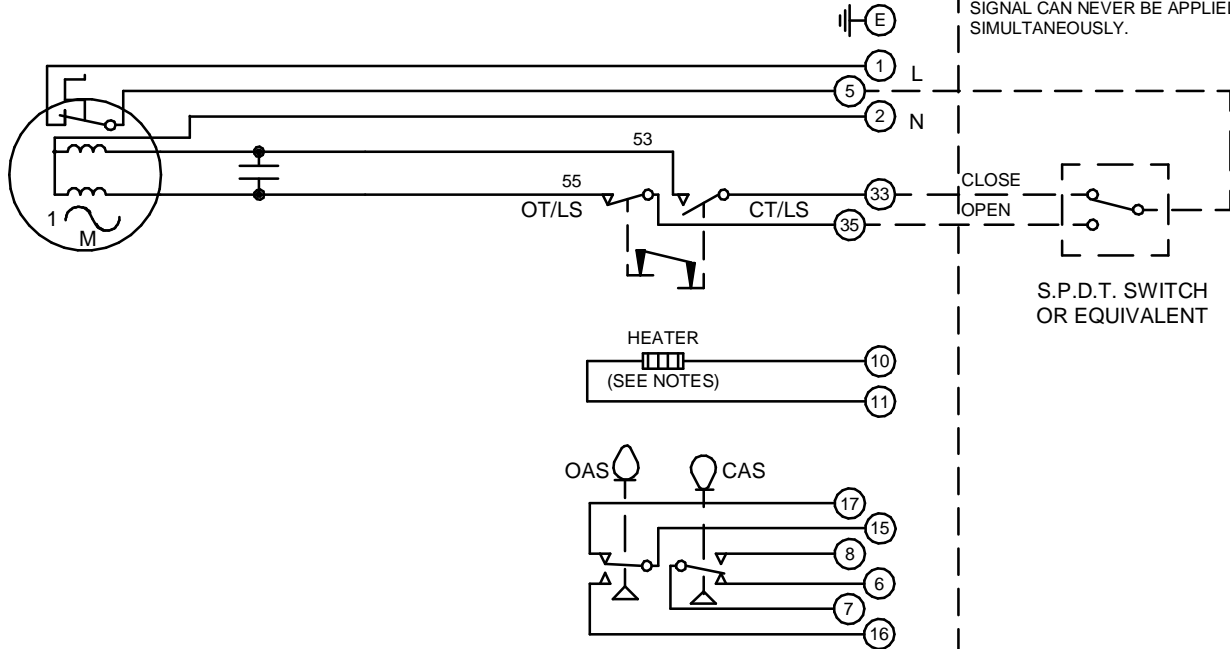 SIGNAL CAN NEVER BE APPLIED
SIMULTANEOUSLY.
E
1
L
5
2
N
53
55
OT/LS
CT/LS
33
35
CLOSE
OPEN
1
M
S.P.D.T. SWITCH
OR EQUIVALENT
HEATER
(SEE NOTES)
10
11
OAS
CAS
17
15
8
6
7
16